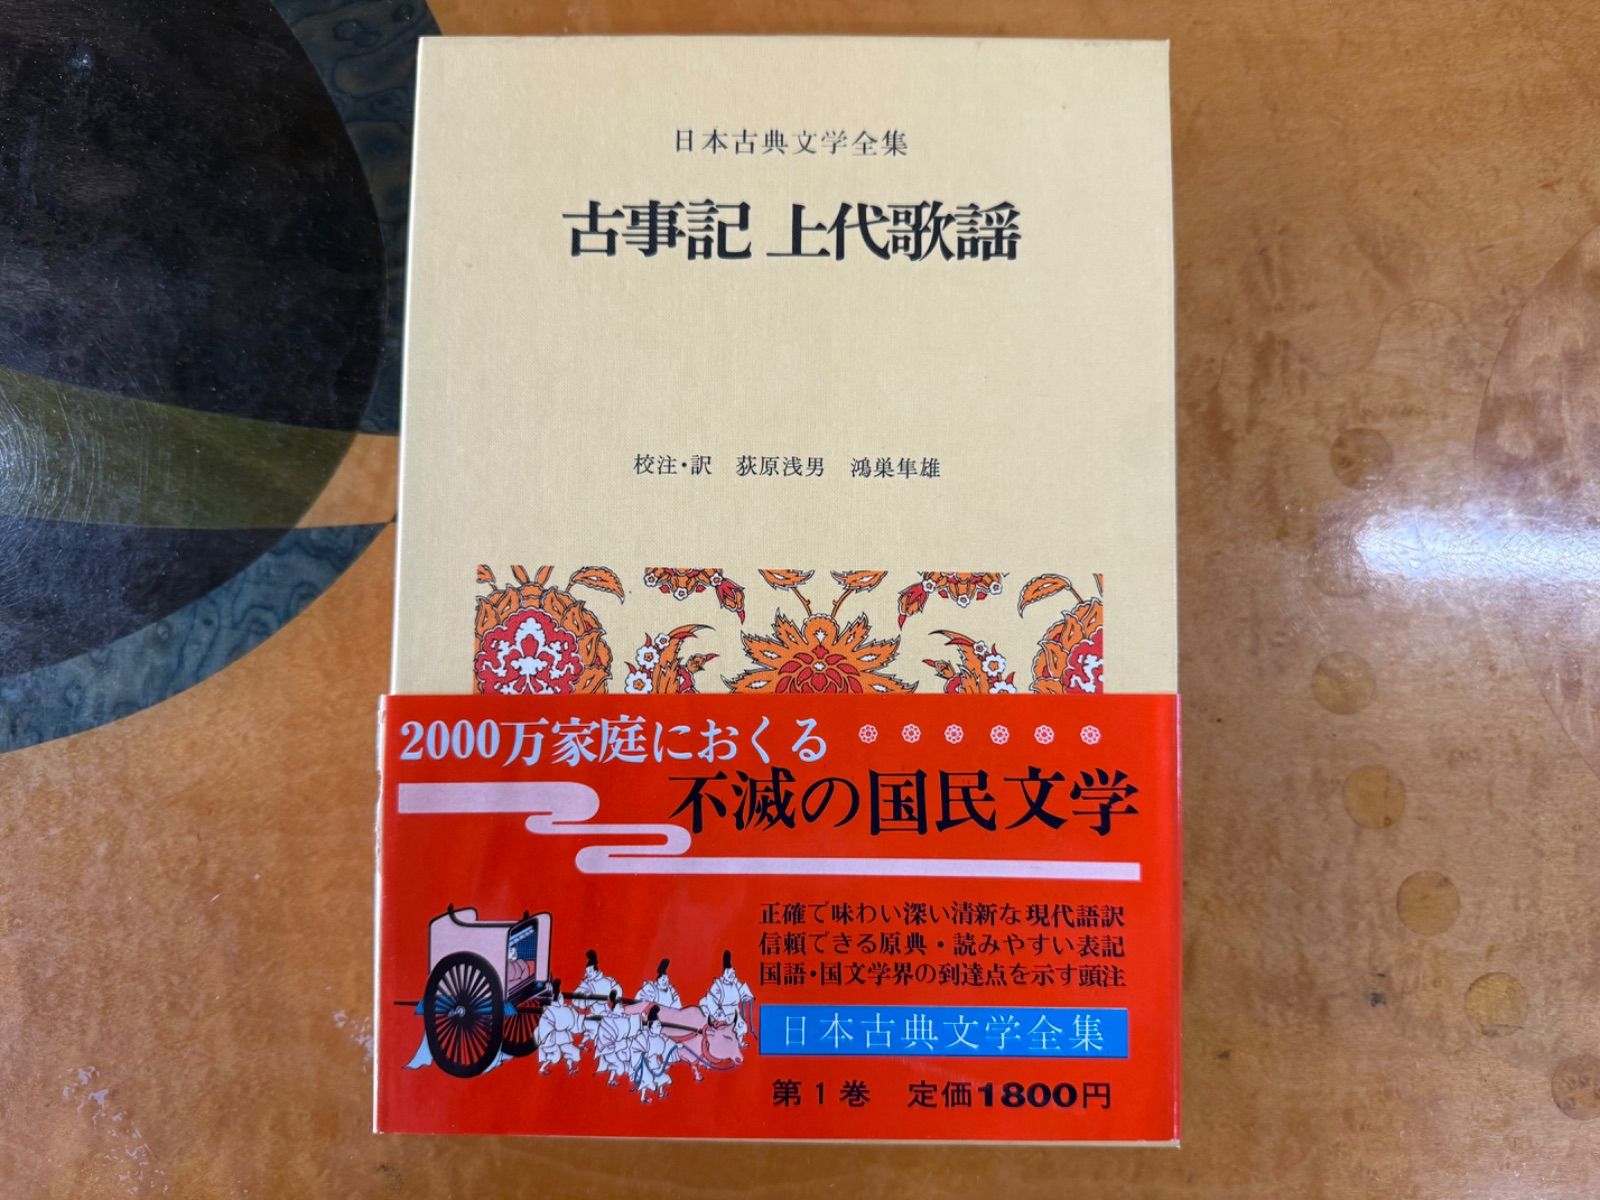 日本古典文学全集
古事記 上代歌謡
校注・訳 荻原浅男 鴻巣隼雄
2000万家庭におくる
不滅の国民文学
正確で味わい深い清新な現代語訳
信頼できる原典・読みやすい表記
国語・国文学界の到達点を示す頭注
日本古典文学全集
第1巻 定価1800円